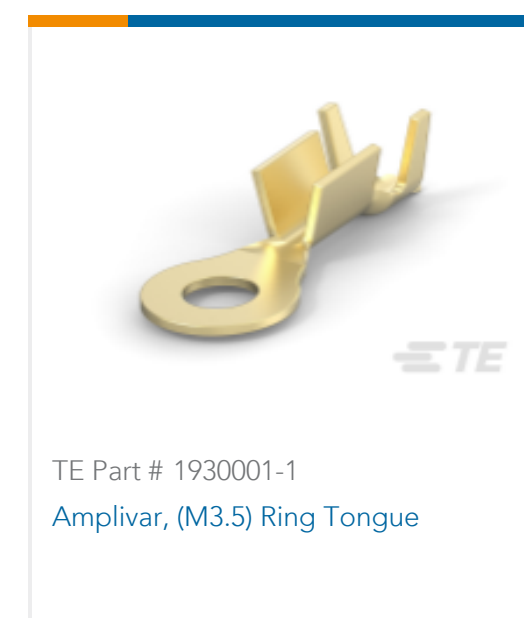 TE
TE Part # 1930001-1
Amplivar, (M3.5) Ring Tongue